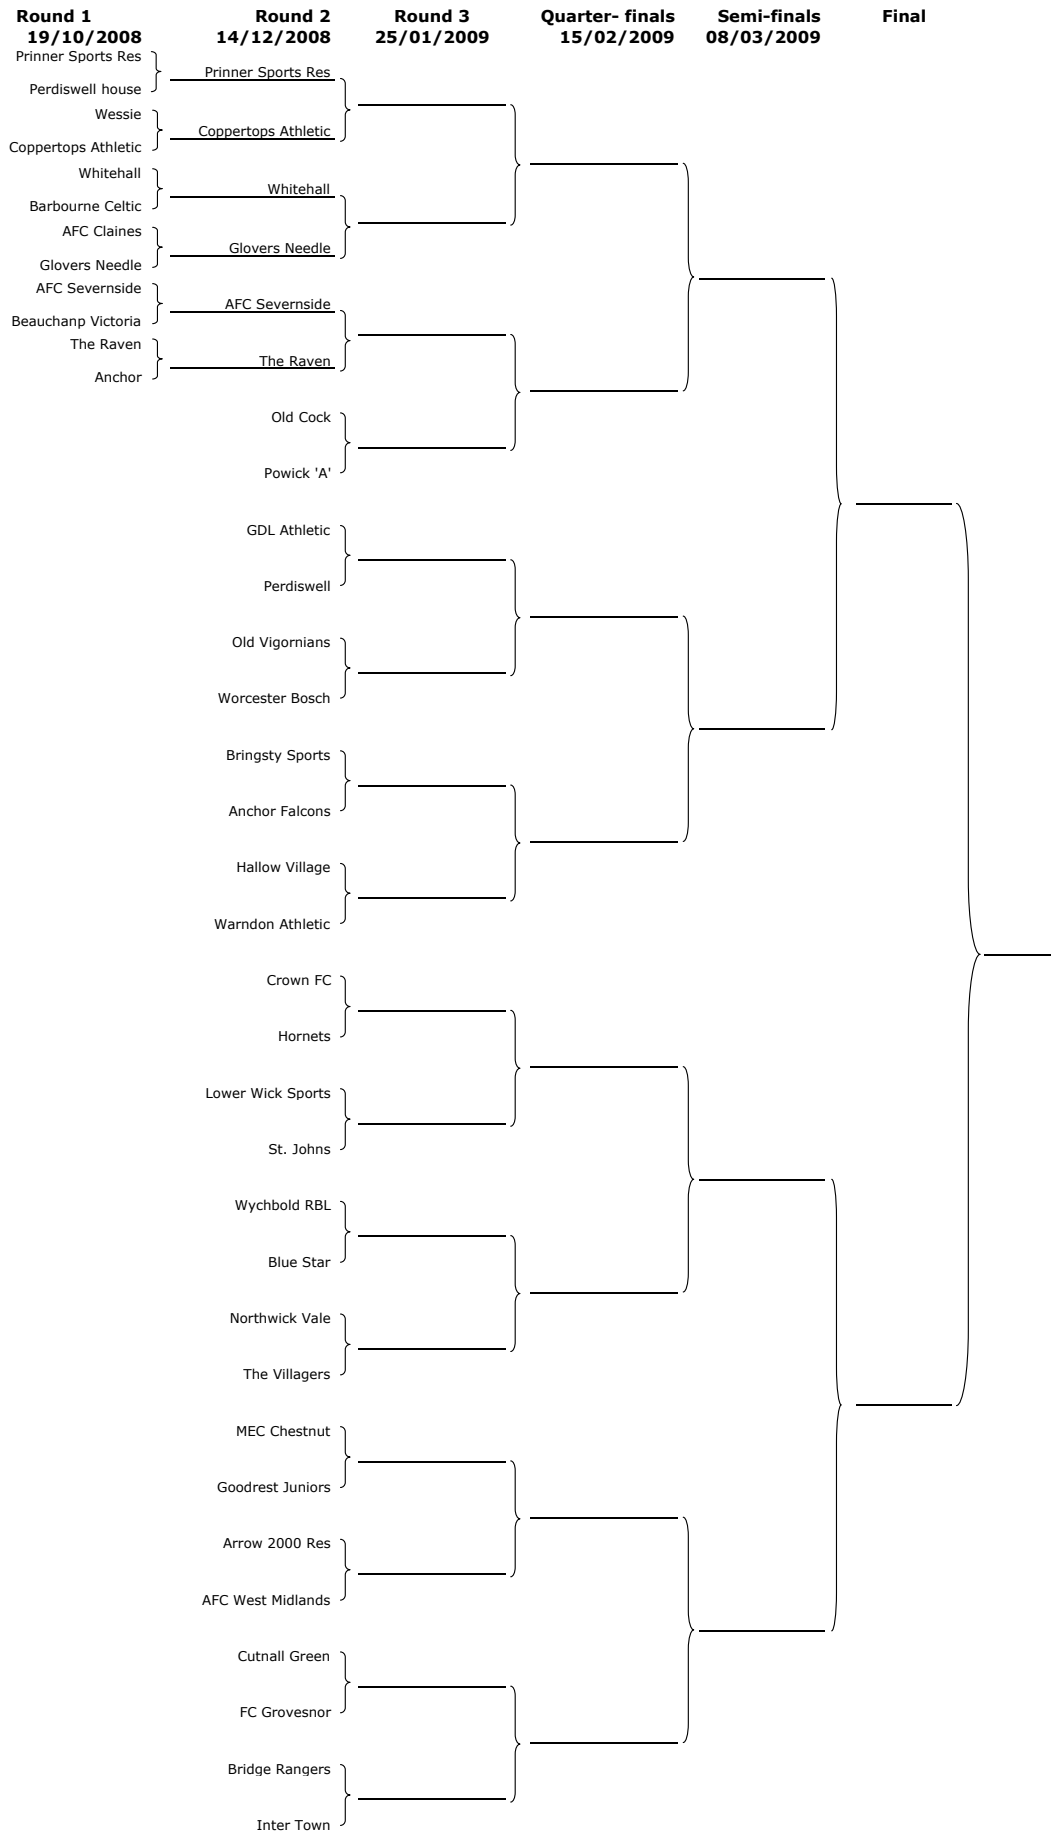 Round 1 Round 2 Round 3 Quarter- finals Semi-finals Final
19/10/2008 14/12/2008 25/01/2009 15/02/2009 08/03/2009
Prinner Sports Res
Prinner Sports Res
Perdiswell house
Wessie
Coppertops Athletic
Coppertops Athletic
Whitehall
Whitehall
Barbourne Celtic
AFC Claines
Glovers Needle
Glovers Needle
AFC Severnside
AFC Severnside
Beauchanp Victoria
The Raven
The Raven
Anchor
Old Cock
Powick 'A'
GDL Athletic
Perdiswell
Old Vigornians
Worcester Bosch
Bringsty Sports
Anchor Falcons
Hallow Village
Warndon Athletic
Crown FC
Hornets
Lower Wick Sports
St. Johns
Wychbold RBL
Blue Star
Northwick Vale
The Villagers
MEC Chestnut
Goodrest Juniors
Arrow 2000 Res
AFC West Midlands
Cutnall Green
FC Grovesnor
Bridge Rangers
Inter Town